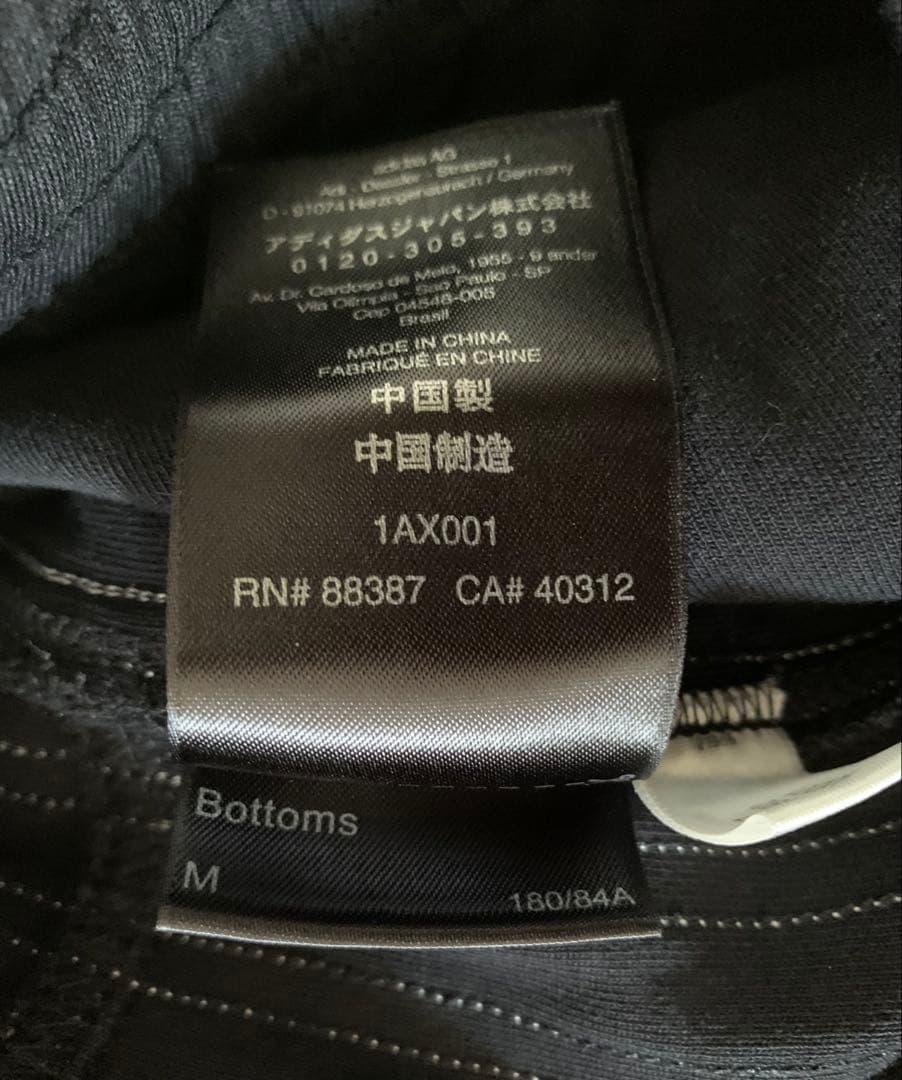 adidas AG
Adi - Dassler - Strasse 1
D - 91074 Herzogenaurach / Germany
アディダスジャパン株式会社
0120-305-393
Av. Dr. Cardoso de Melo, 1955 - 9 ander
Vila Olimpia - Sao Paulo - SP
Cep 04548-005
Brasil
MADE IN CHINA
FABRIQUÉ EN CHINE
中国製
中国制造
1AX001
RN# 88387 CA# 40312
Bottoms
M
180/84A